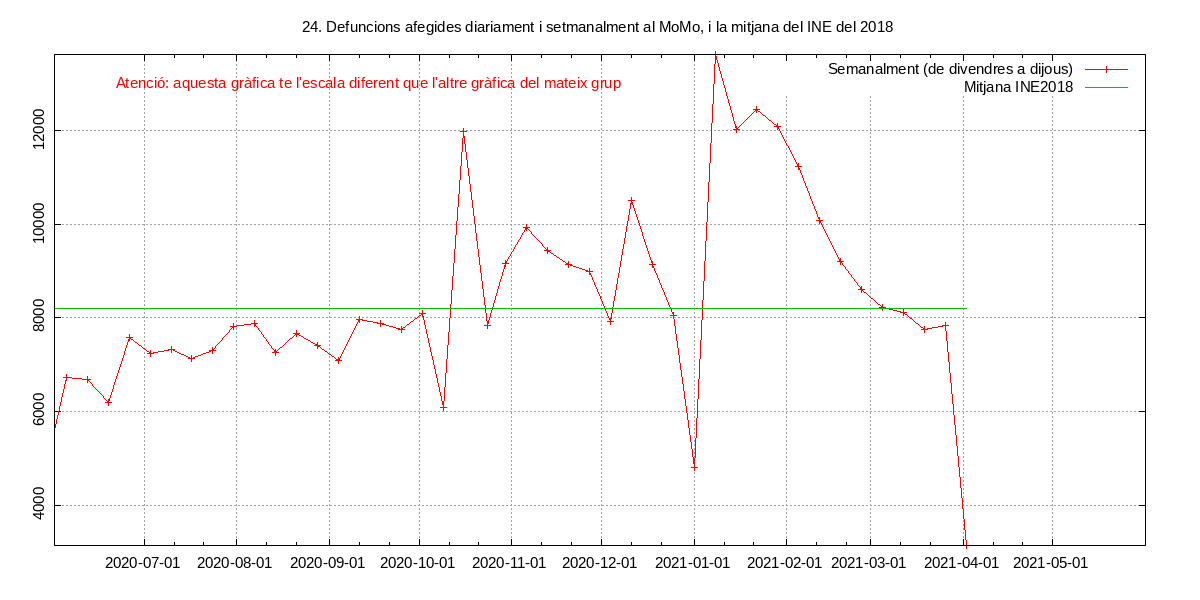 24. Defuncions afegides diariament i setmanalment al MoMo, i la mitjana del INE del 2018
Atenció: aquesta gràfica te l'escala diferent que l'altre gràfica del mateix grup
Semanalment (de divendres a dijous)
Mitjana INE2018
12000
10000
8000
6000
4000
2020-07-01 2020-08-01 2020-09-01 2020-10-01 2020-11-01 2020-12-01 2021-01-01 2021-02-01 2021-03-01 2021-04-01 2021-05-01